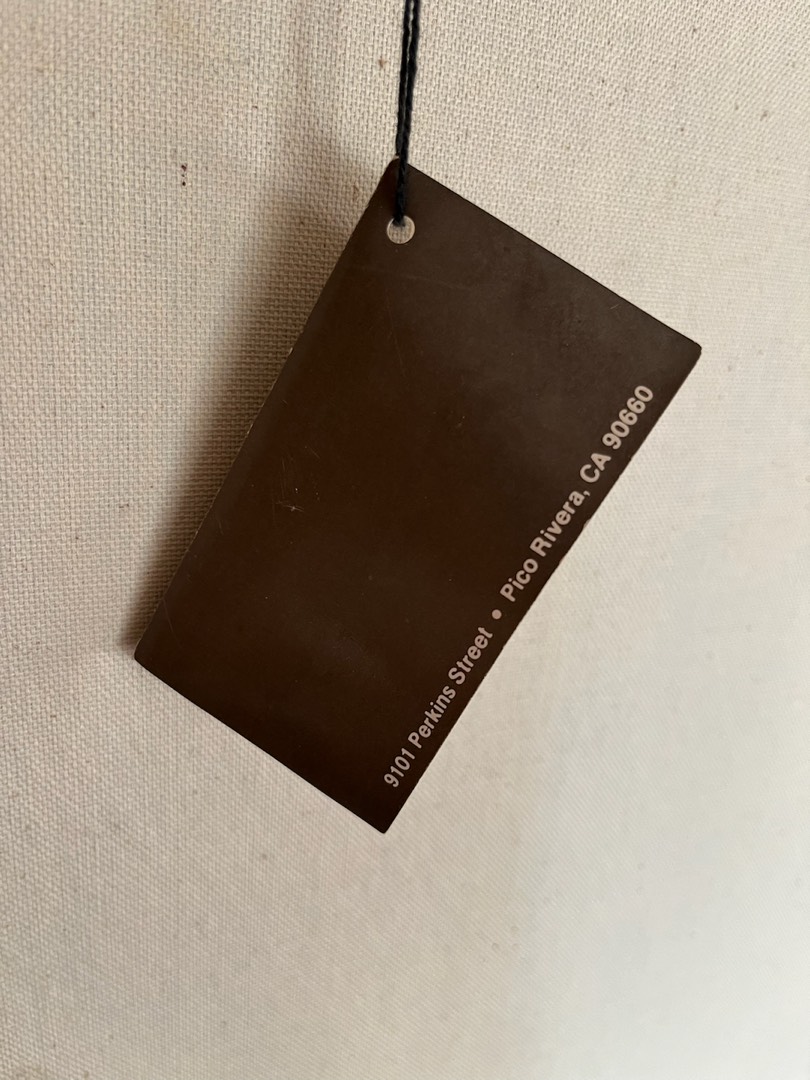 9101 Perkins Street • Pico Rivera, CA 90660